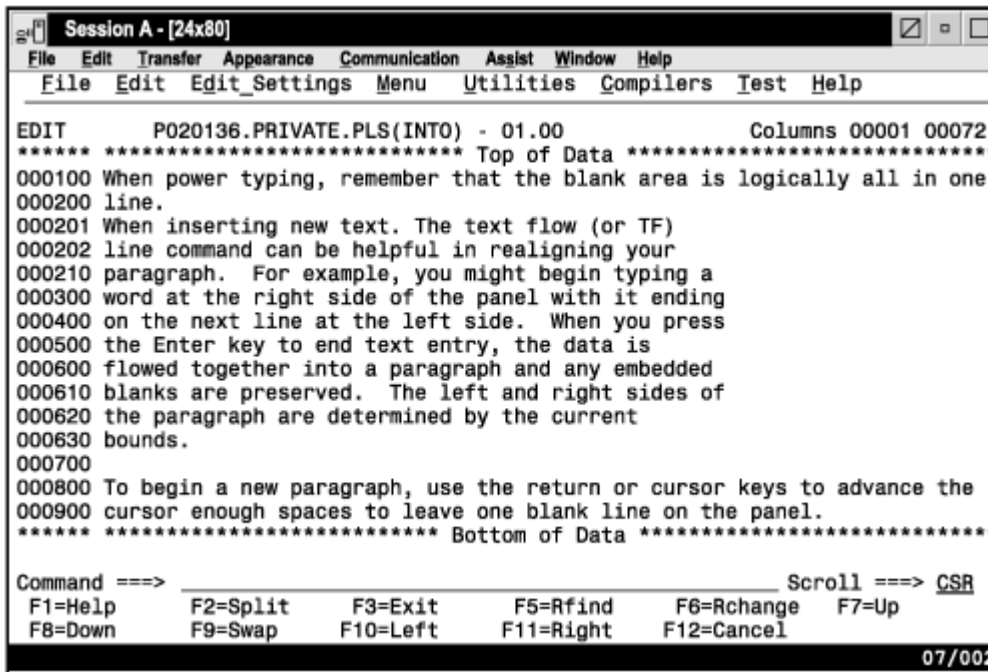 Session A - [24x80]
File Edit Transfer Appearance Communication Assist Window Help
File Edit Edit_Settings Menu Utilities Compilers Test Help
EDIT P020136.PRIVATE.PLS(INTO) - 01.00 Columns 00001 00072
****** ***************************** Top of Data ******************************
000100 When power typing, remember that the blank area is logically all in one
000200 line.
000201 When inserting new text. The text flow (or TF)
000202 line command can be helpful in realigning your
000210 paragraph. For example, you might begin typing a
000300 word at the right side of the panel with it ending
000400 on the next line at the left side. When you press
000500 the Enter key to end text entry, the data is
000600 flowed together into a paragraph and any embedded
000610 blanks are preserved. The left and right sides of
000620 the paragraph are determined by the current
000630 bounds.
000700
000800 To begin a new paragraph, use the return or cursor keys to advance the
000900 cursor enough spaces to leave one blank line on the panel.
****** *************************** Bottom of Data *****************************
Command ===> Scroll ===> CSR
F1=Help F2=Split F3=Exit F5=Rfind F6=Rchange F7=Up
F8=Down F9=Swap F10=Left F11=Right F12=Cancel
07/002